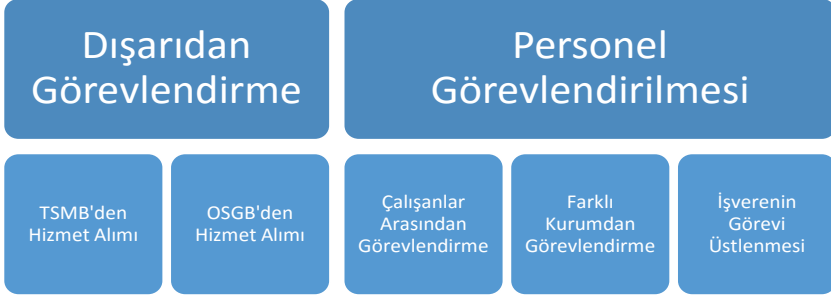 Dışarıdan
Görevlendirme
Personel
Görevlendirilmesi
TSMB'den
Hizmet Alımı
OSGB'den
Hizmet Alımı
Çalışanlar
Arasından
Görevlendirme
Farklı
Kurumdan
Görevlendirme
İşverenin
Görevi
Üstlenmesi